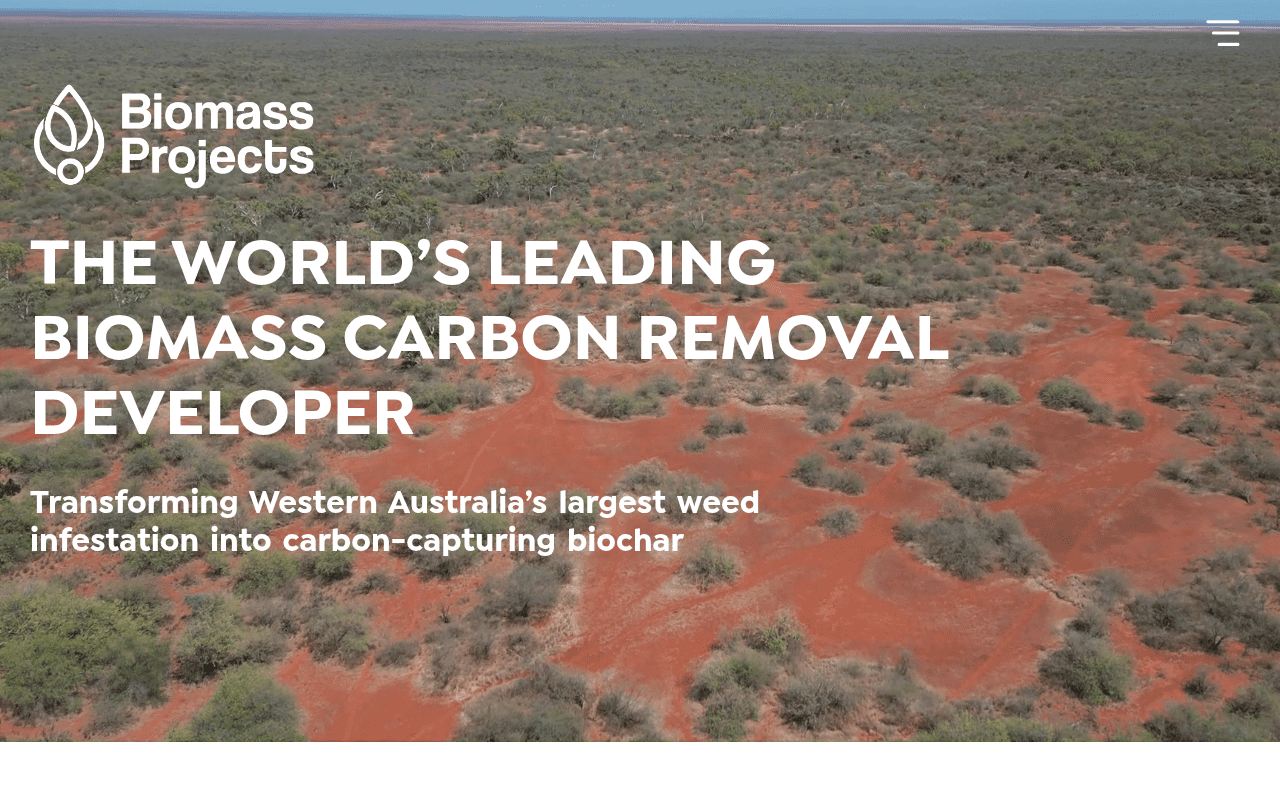 Biomass
Projects
THE WORLD’S LEADING
BIOMASS CARBON REMOVAL
DEVELOPER
Transforming Western Australia’s largest weed
infestation into carbon-capturing biochar